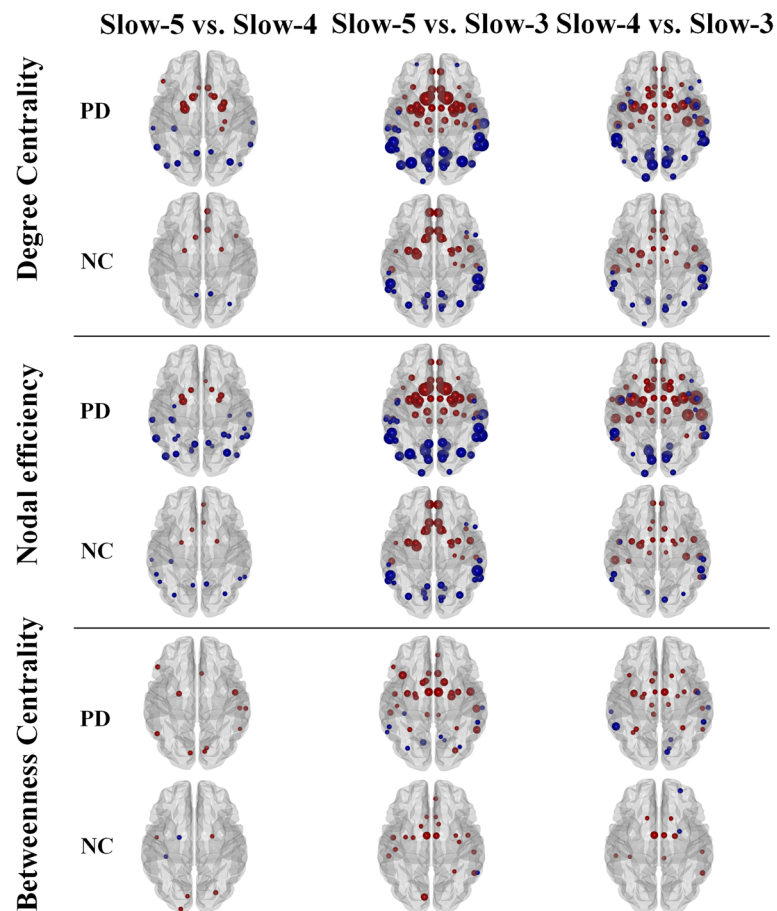 Slow-5 vs. Slow-4 Slow-5 vs. Slow-3 Slow-4 vs. Slow-3
Degree Centrality
PD
NC
Nodal efficiency
PD
NC
Betweenness Centrality
PD
NC